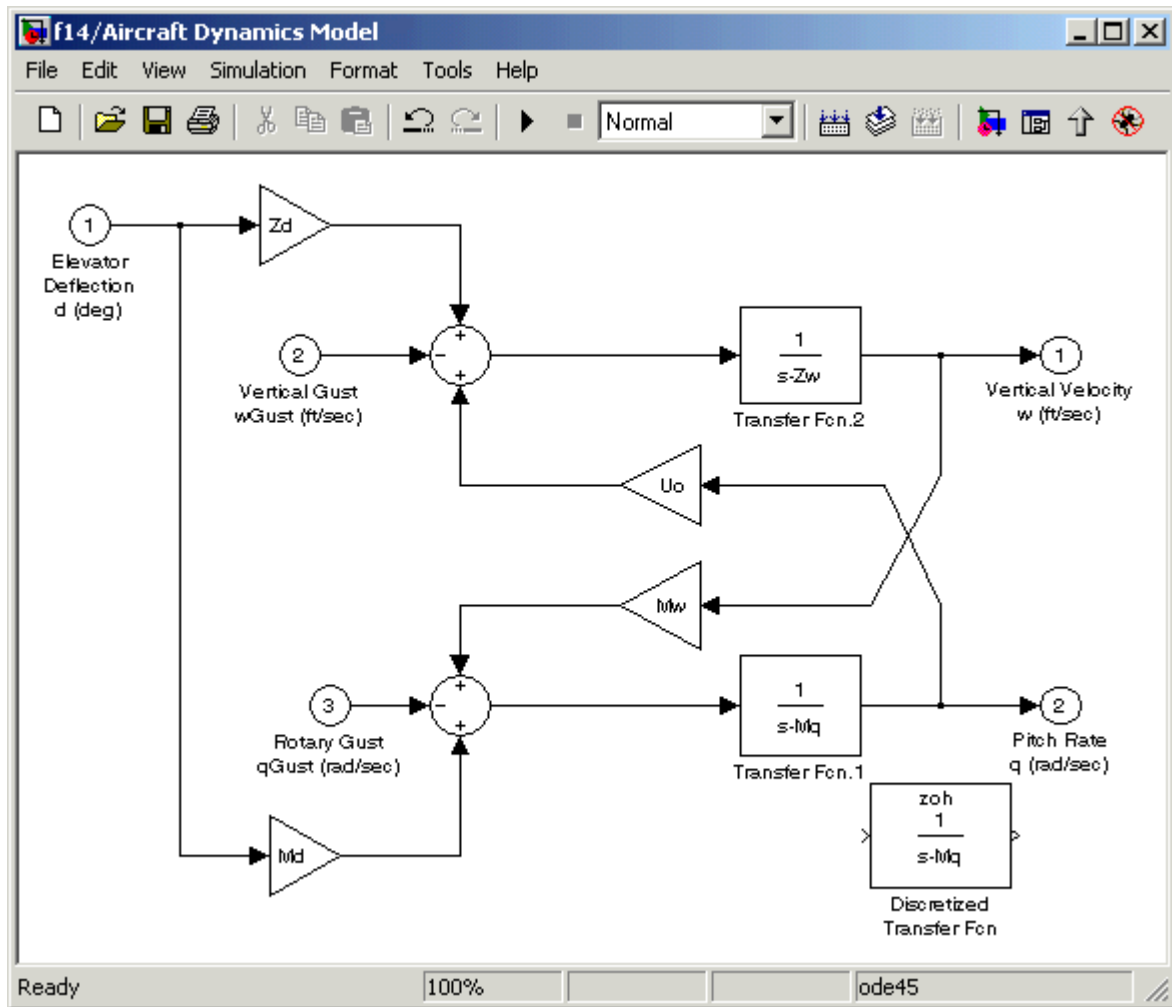 f14/Aircraft Dynamics Model
File Edit View Simulation Format Tools Help
Normal
Zd
1
Elevator
Deflection
d (deg)
+
-
+
2
Vertical Gust
wGust (ft/sec)
1
s-Zw
Transfer Fcn.2
1
Vertical Velocity
w (ft/sec)
Uo
Mw
+
-
+
3
Rotary Gust
qGust (rad/sec)
1
s-Mq
Transfer Fcn.1
2
Pitch Rate
q (rad/sec)
Md
zoh
1
s-Mq
Discretized
Transfer Fcn
Ready 100% ode45